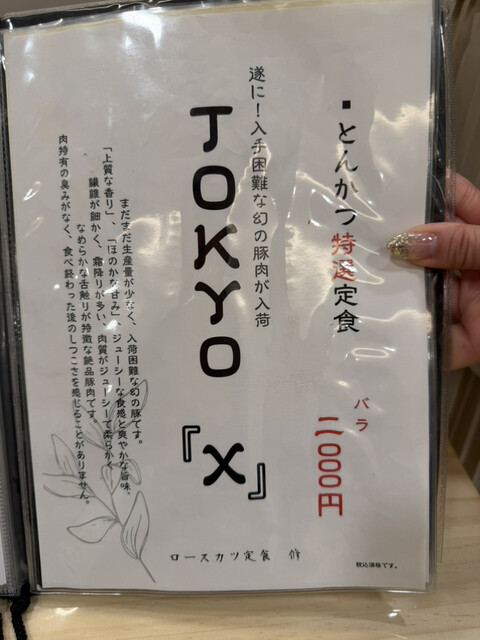 ■とんかつ特選定食
バラ
二000円
遂に！入手困難な幻の豚肉が入荷
TOKYO『X』
まだまだ生産量が少なく、入荷困難な幻の豚です。
「上質な香り」、「ほのかな甘み」、ジューシーな食感と爽やかな旨味、
繊維が細かく、霜降りが多い、肉質がジューシーで柔らかく
なめらかな舌触りが特徴な絶品豚肉です。
肉特有の臭みがなく、食べ終わった後のしつこさを感じることがありません。
ロースカツ定食
税込価格です。